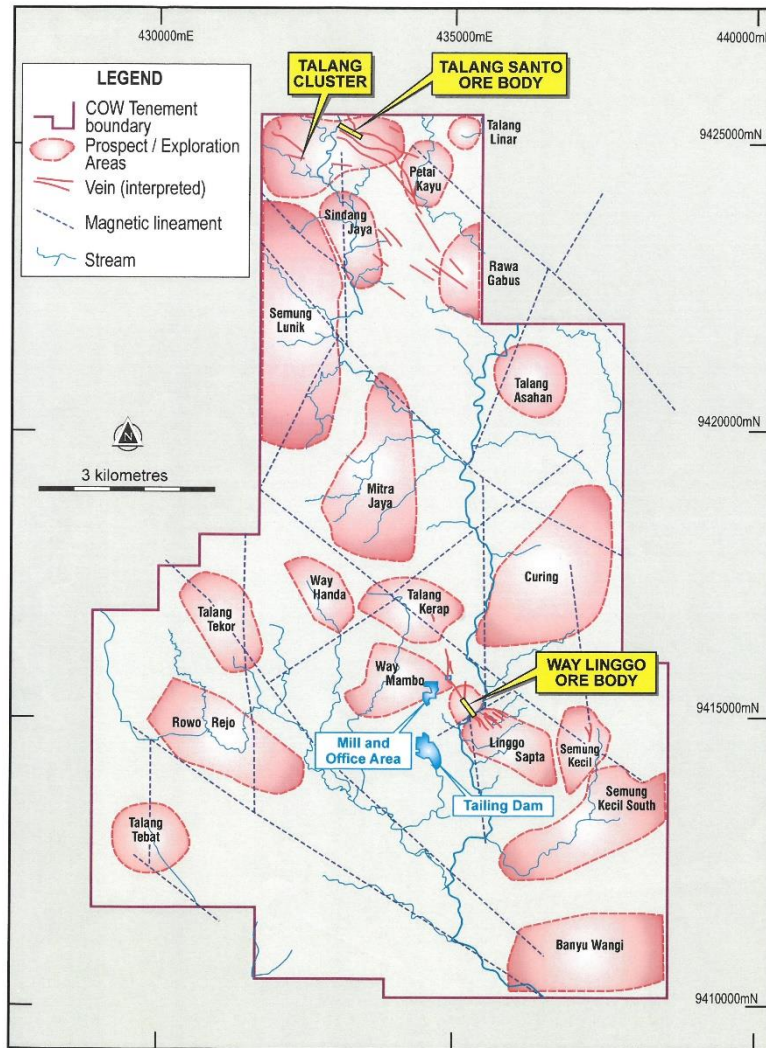 430000mE
435000mE
440000m
LEGEND
COW Tenement
boundary
Prospect / Exploration
Areas
Vein (interpreted)
Magnetic lineament
Stream
TALANG
CLUSTER
TALANG SANTO
ORE BODY
Talang
Linar
9425000mN
Petai
Kayu
Sindang
Jaya
Rawa
Gabus
Semung
Lunik
Talang
Asahan
N
9420000mN
3 kilometres
Mitra
Jaya
Curing
Way
Handa
Talang
Kerap
Talang
Tekor
Way
Mambo
WAY LINGGO
ORE BODY
9415000mN
Rowo Rejo
Mill and
Office Area
Linggo
Sapta
Semung
Kecil
Tailing Dam
Semung
Kecil South
Talang
Tebat
Banyu Wangi
9410000mN